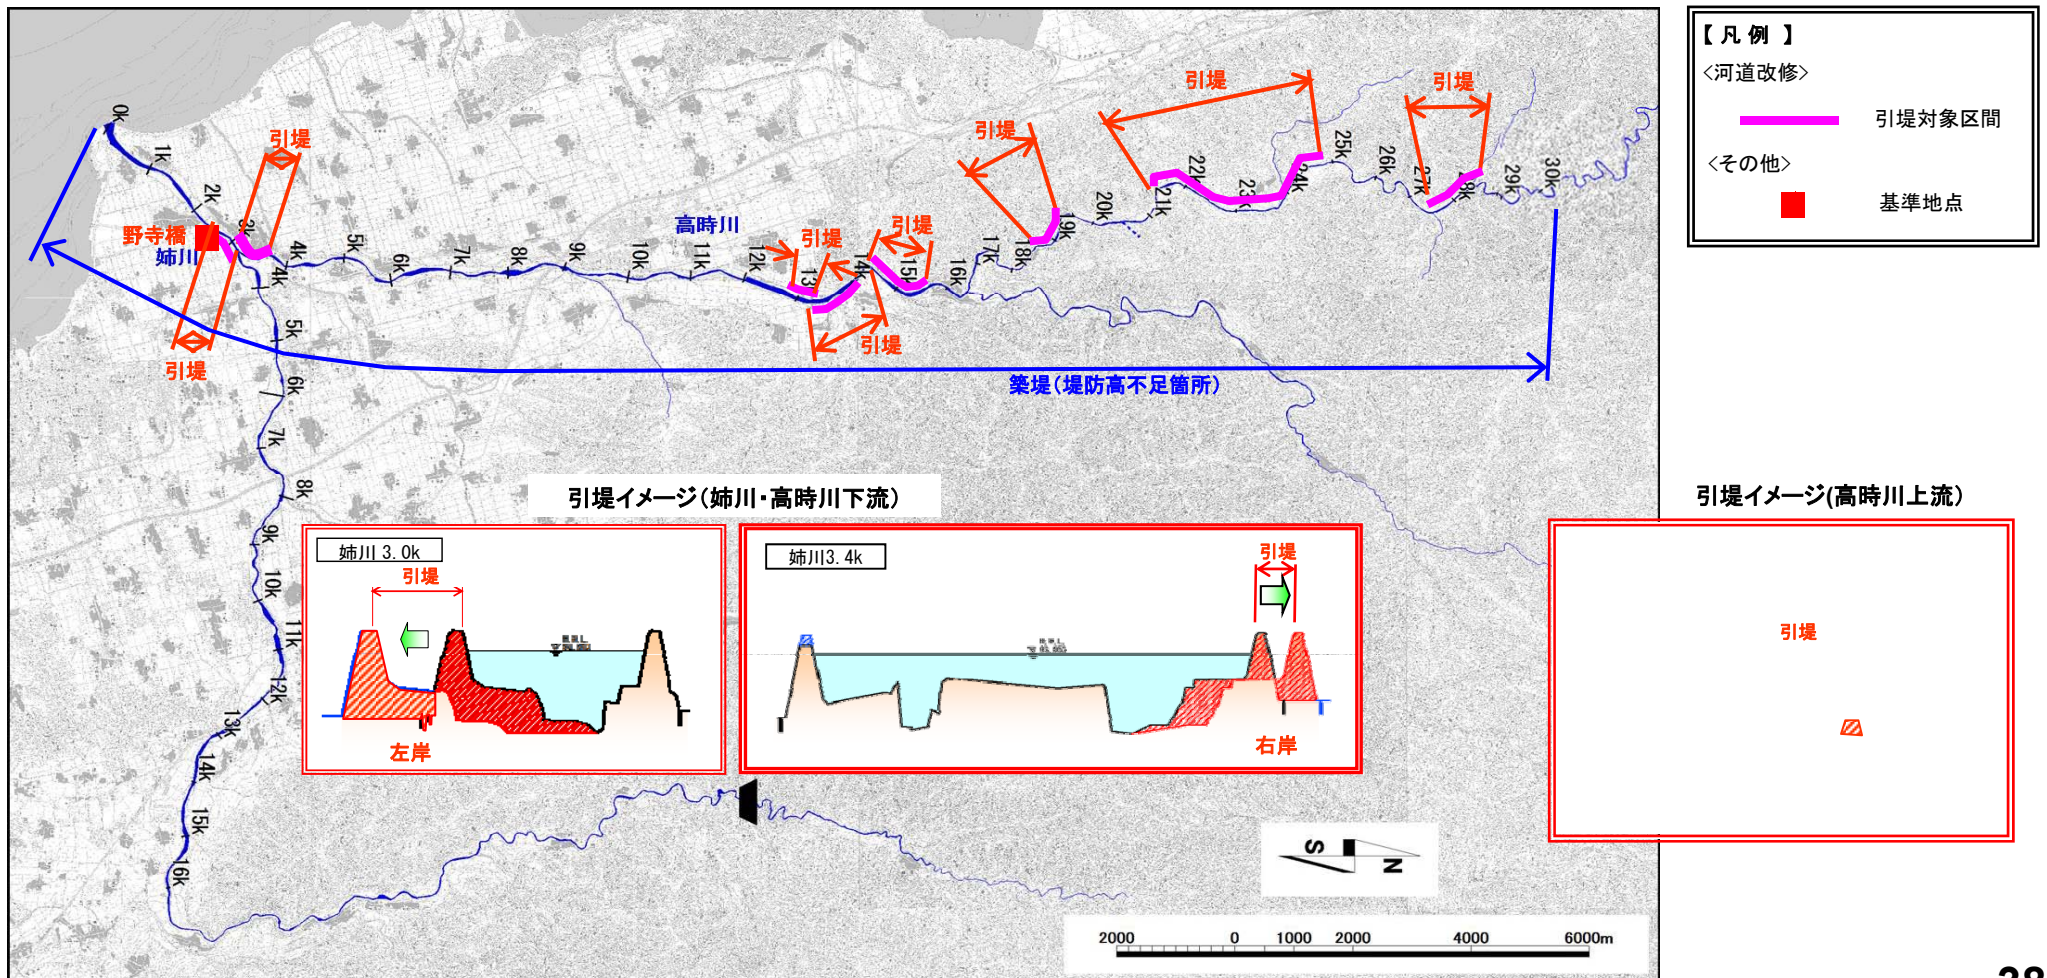 【 凡 例 】
<河道改修>
引堤対象区間
<その他>
基準地点
0k
1k
2k
3k
4k
5k
6k
7k
8k
9k
10k
11k
12k
13
14k
15k
16k
17k
18k
19k
20k
21k
22k
23k
24k
25k
26k
27k
28k
29k
30k
4k
5k
6k
7k
8k
9k
10k
11k
12k
13k
14k
15k
16k
引堤
引堤
引堤
引堤
引堤
引堤
引堤
引堤
野寺橋
姉川
高時川
築堤(堤防高不足箇所)
引堤イメージ(姉川・高時川下流)
姉川 3.0k
引堤
左岸
姉川3.4k
引堤
右岸
引堤イメージ(高時川上流)
引堤
S
N
2000 0 1000 2000 4000 6000m
38